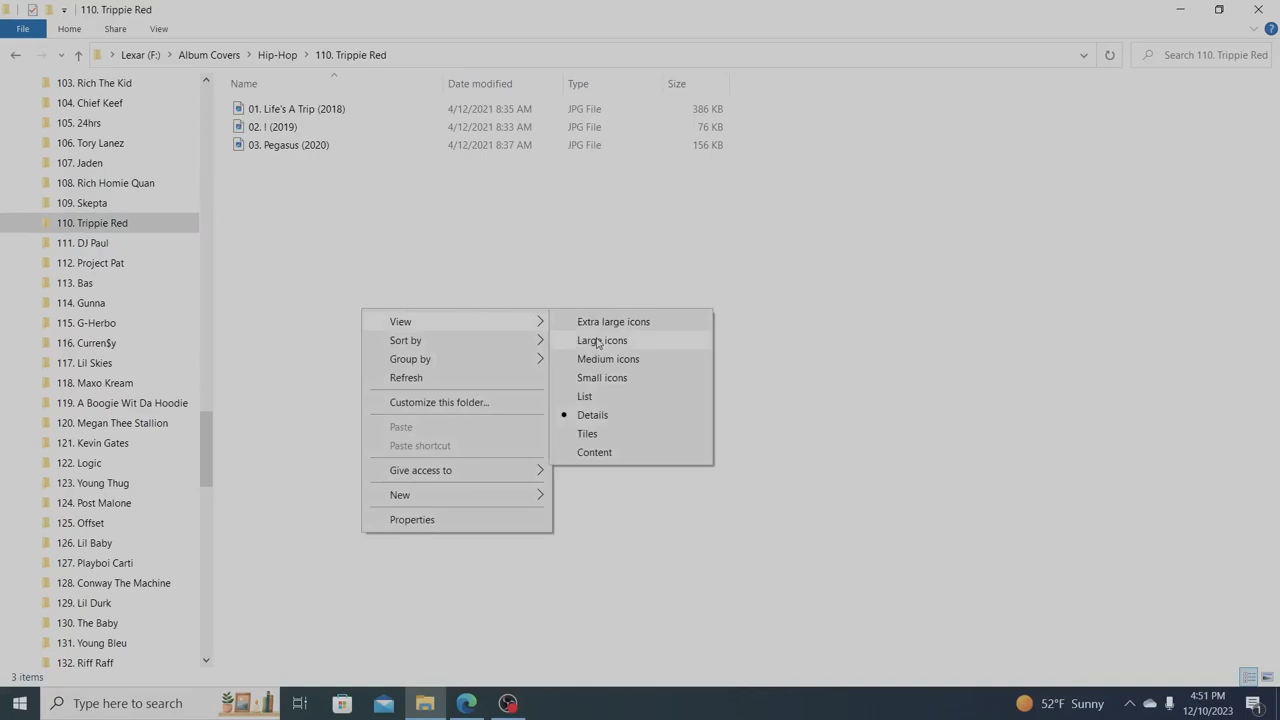 110. Trippie Red
File
Home
Share
View
Lexar (F:)
Album Covers
Hip-Hop
110. Trippie Red
Search 110. Trippie Red
103. Rich The Kid
104. Chief Keef
105. 24hrs
106. Tory Lanez
107. Jaden
108. Rich Homie Quan
109. Skepta
110. Trippie Red
111. DJ Paul
112. Project Pat
113. Bas
114. Gunna
115. G-Herbo
116. Curren$y
117. Lil Skies
118. Maxo Kream
119. A Boogie Wit Da Hoodie
120. Megan Thee Stallion
121. Kevin Gates
122. Logic
123. Young Thug
124. Post Malone
125. Offset
126. Lil Baby
127. Playboi Carti
128. Conway The Machine
129. Lil Durk
130. The Baby
131. Young Bleu
132. Riff Raff
Name Date modified Type Size
01. Life's A Trip (2018) 4/12/2021 8:35 AM JPG File 386 KB
02. ! (2019) 4/12/2021 8:33 AM JPG File 76 KB
03. Pegasus (2020) 4/12/2021 8:37 AM JPG File 156 KB
View
Sort by
Group by
Refresh
Customize this folder...
Paste
Paste shortcut
Give access to
New
Properties
Extra large icons
Large icons
Medium icons
Small icons
List
Details
Tiles
Content
3 items
Type here to search
52°F Sunny
4:51 PM
12/10/2023
1